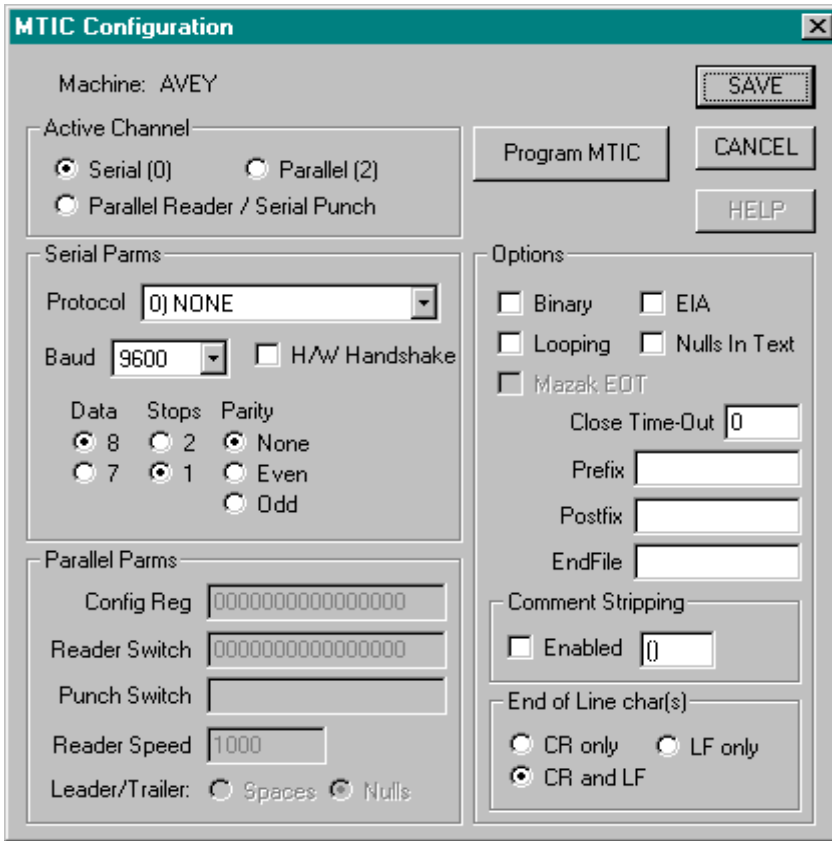 MTIC Configuration
Machine: AVEY
SAVE
Active Channel
Serial (0) Parallel (2)
Parallel Reader / Serial Punch
Program MTIC
CANCEL
HELP
Serial Parms
Protocol 0) NONE
Baud 9600 H/W Handshake
Data Stops Parity
8 2 None
7 1 Even
Odd
Parallel Parms
Config Reg 0000000000000000
Reader Switch 0000000000000000
Punch Switch
Reader Speed 1000
Leader/Trailer: Spaces Nulls
Options
Binary EIA
Looping Nulls In Text
Mazak EOT
Close Time-Out 0
Prefix
Postfix
EndFile
Comment Stripping
Enabled ()
End of Line char(s)
CR only LF only
CR and LF